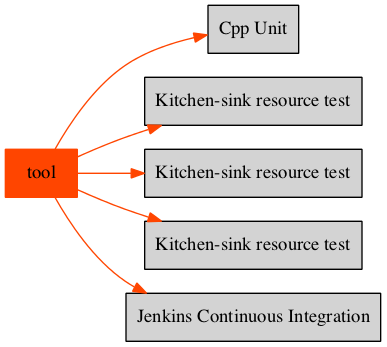 Cpp Unit
Kitchen-sink resource test
tool
Kitchen-sink resource test
Kitchen-sink resource test
Jenkins Continuous Integration